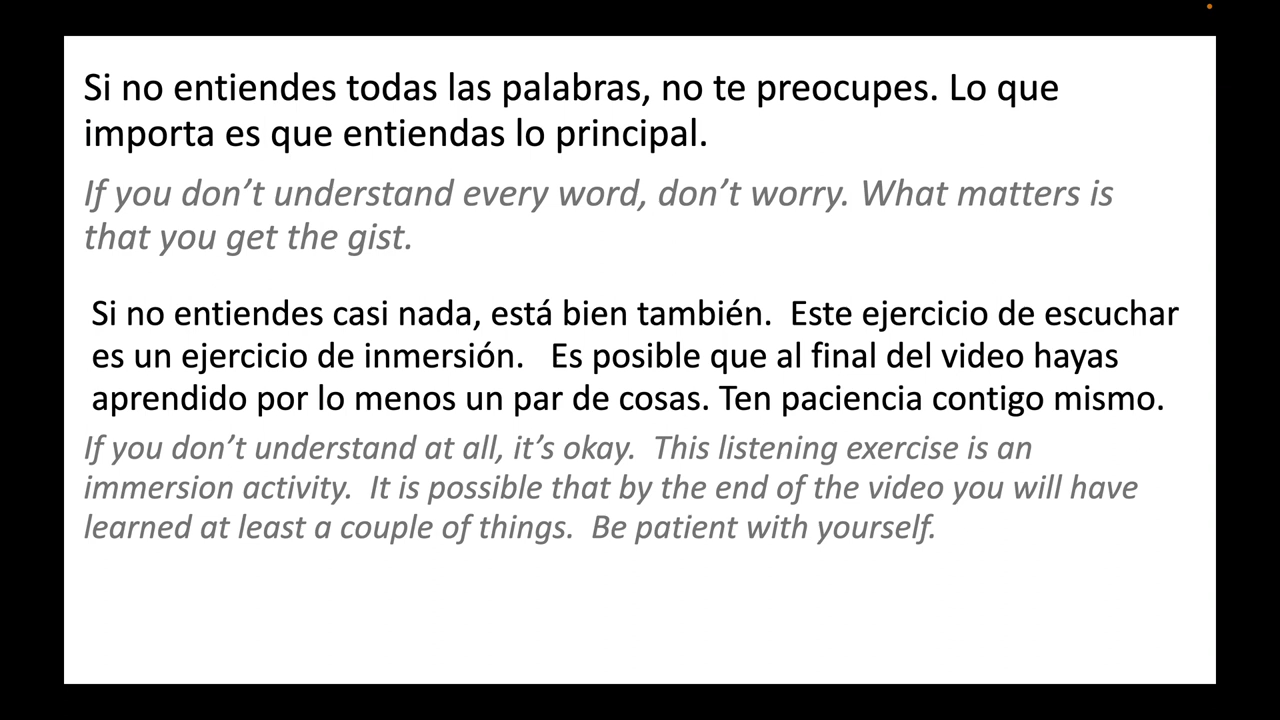 Si no entiendes todas las palabras, no te preocupes. Lo que
importa es que entiendas lo principal.
If you don’t understand every word, don’t worry. What matters is
that you get the gist.
Si no entiendes casi nada, está bien también.  Este ejercicio de escuchar
es un ejercicio de inmersión.   Es posible que al final del video hayas
aprendido por lo menos un par de cosas. Ten paciencia contigo mismo.
If you don’t understand at all, it’s okay.  This listening exercise is an
immersion activity.  It is possible that by the end of the video you will have
learned at least a couple of things.  Be patient with yourself.